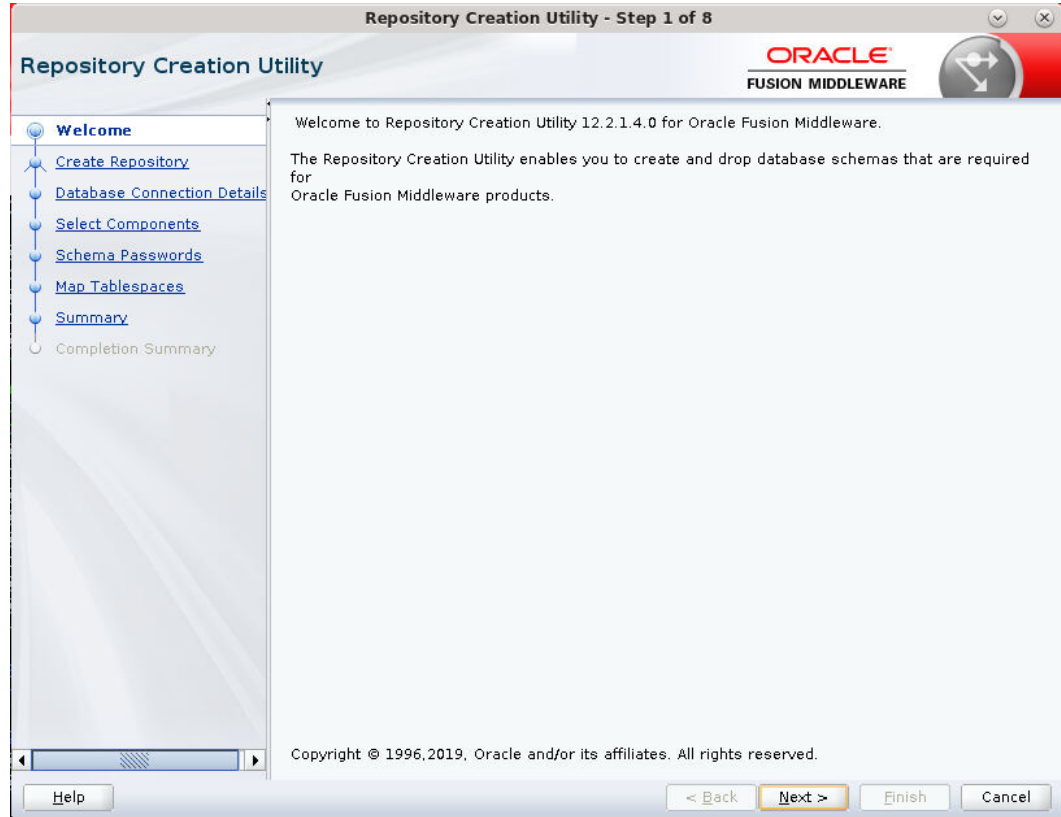 Repository Creation Utility - Step 1 of 8
Repository Creation Utility
ORACLE
FUSION MIDDLEWARE
Welcome
Create Repository
Database Connection Details
Select Components
Schema Passwords
Map Tablespaces
Summary
Completion Summary
Welcome to Repository Creation Utility 12.2.1.4.0 for Oracle Fusion Middleware.
The Repository Creation Utility enables you to create and drop database schemas that are required
for
Oracle Fusion Middleware products.
Copyright © 1996,2019, Oracle and/or its affiliates. All rights reserved.
Help
< Back
Next >
Finish
Cancel